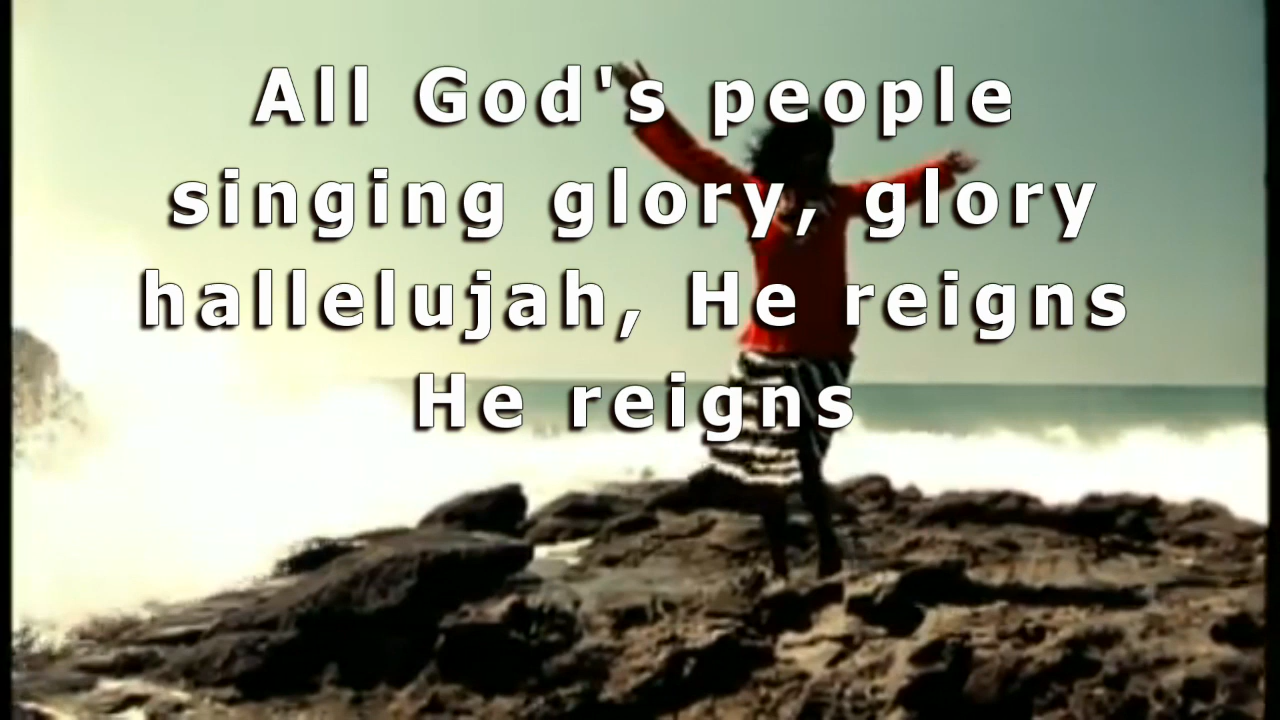 All God's people
singing glory, glory
hallelujah, He reigns
He reigns